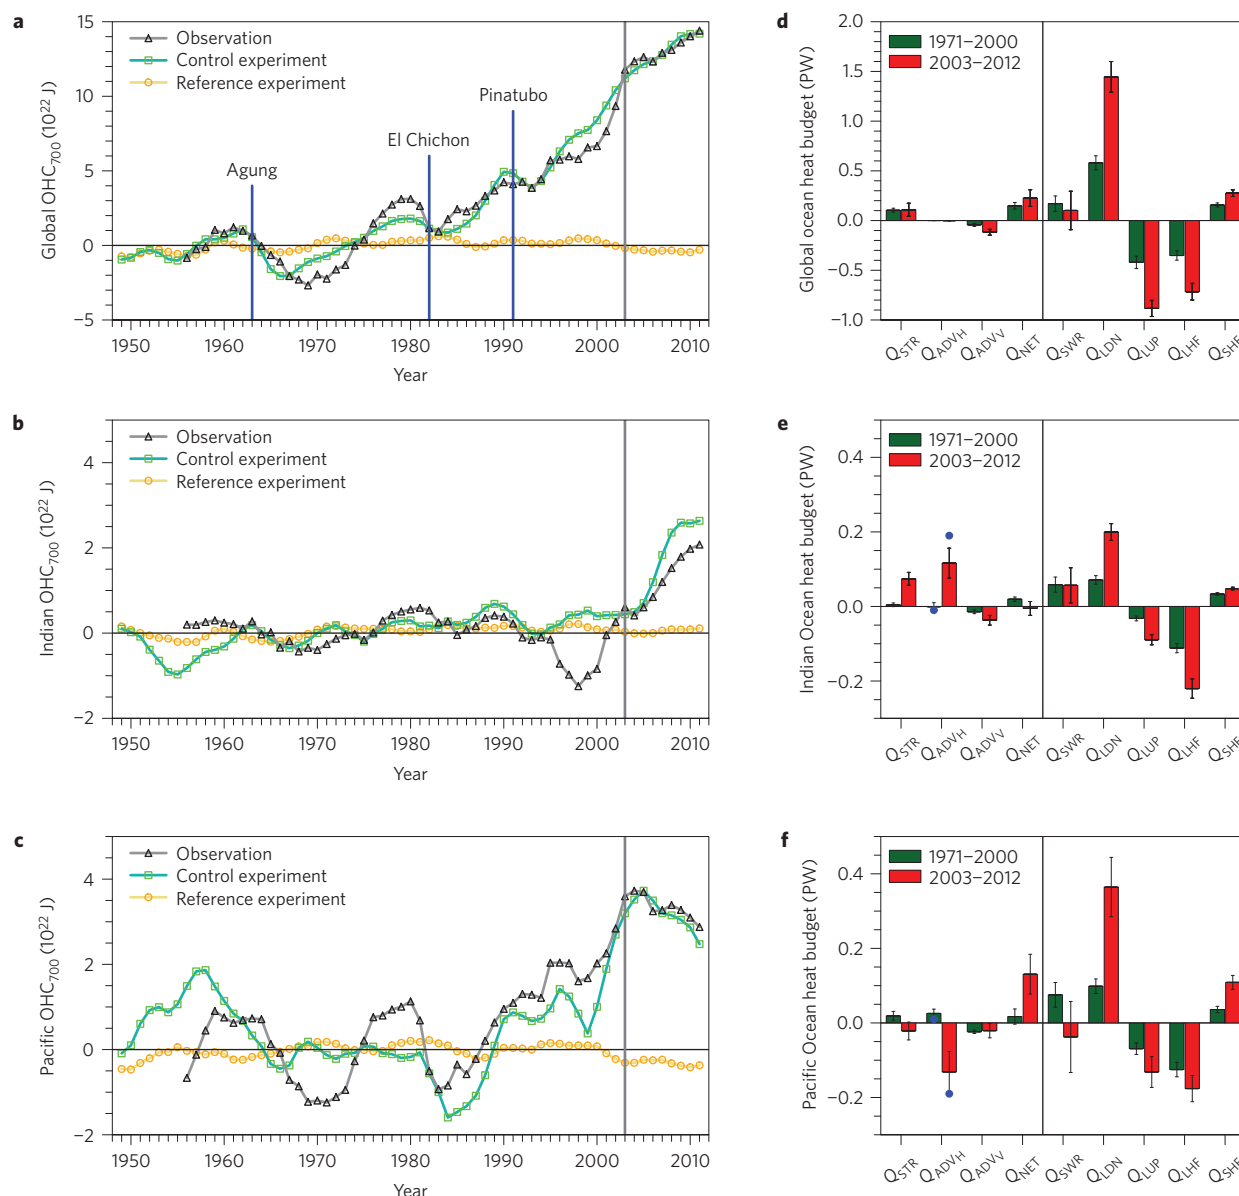 a
Global OHC700 (10^22 J)
15
10
5
0
−5
Observation
Control experiment
Reference experiment
Agung
El Chichon
Pinatubo
1950 1960 1970 1980 1990 2000 2010
Year
d
Global ocean heat budget (PW)
2.0
1.5
1.0
0.5
0.0
−0.5
−1.0
1971–2000
2003–2012
QSTR QADVH QADVV QNET QSWR QLDN QLUP QLHF QSHF
b
Indian OHC700 (10^22 J)
4
2
0
−2
Observation
Control experiment
Reference experiment
1950 1960 1970 1980 1990 2000 2010
Year
e
Indian Ocean heat budget (PW)
0.4
0.2
0.0
−0.2
1971–2000
2003–2012
QSTR QADVH QADVV QNET QSWR QLDN QLUP QLHF QSHF
c
Pacific OHC700 (10^22 J)
4
2
0
−2
Observation
Control experiment
Reference experiment
1950 1960 1970 1980 1990 2000 2010
Year
f
Pacific Ocean heat budget (PW)
0.4
0.2
0.0
−0.2
1971–2000
2003–2012
QSTR QADVH QADVV QNET QSWR QLDN QLUP QLHF QSHF